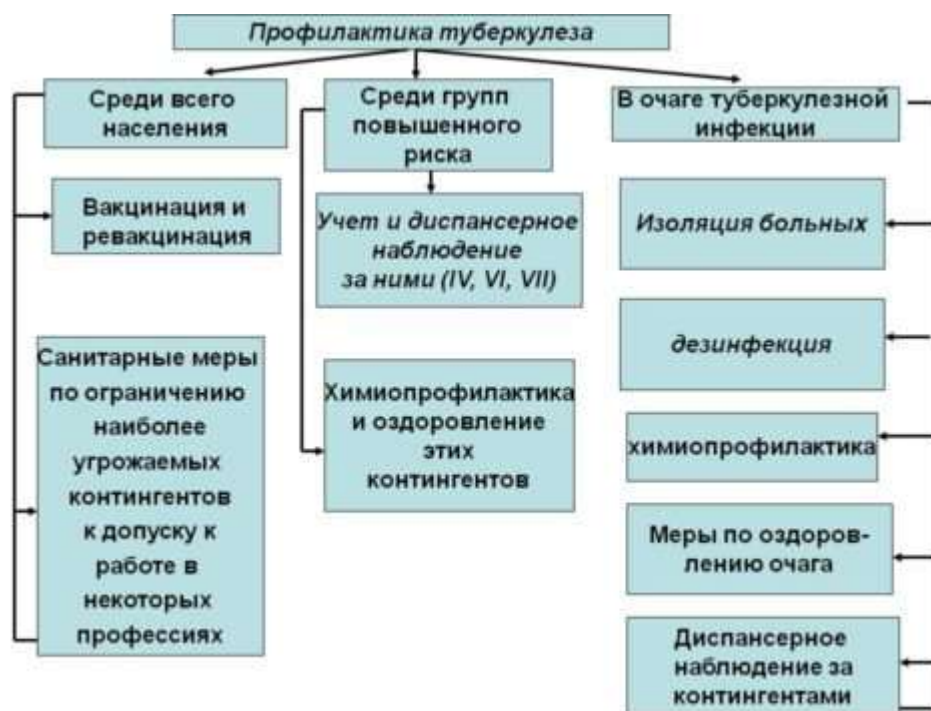 Профилактика туберкулеза
Среди всего
населения
Вакцинация и
ревакцинация
Санитарные меры
по ограничению
наиболее
угрожаемых
контингентов
к допуску к
работе в
некоторых
профессиях
Среди групп
повышенного
риска
Учет и диспансерное
наблюдение
за ними (IV, VI, VII)
Химиопрофилактика
и оздоровление
этих
контингентов
В очаге туберкулезной
инфекции
Изоляция больных
дезинфекция
химиопрофилактика
Меры по оздоров-
лению очага
Диспансерное
наблюдение за
контингентами